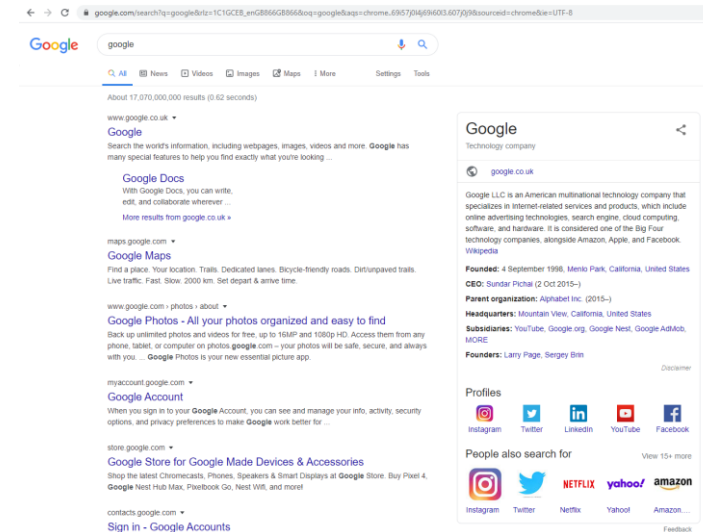 google.com/search?q=google&rlz=1C1GCEB_enGB866GB866&oq=google&aqs=chrome..69i57j0l4j69i60l3.607j0j9&sourceid=chrome&ie=UTF-8
Google
google
All News Videos Images Maps More Settings Tools
About 17,070,000,000 results (0.62 seconds)
www.google.co.uk
Google
Search the world's information, including webpages, images, videos and more. Google has
many special features to help you find exactly what you're looking ...
Google Docs
With Google Docs, you can write,
edit, and collaborate wherever ...
More results from google.co.uk »
maps.google.com
Google Maps
Find a place. Your location. Trails. Dedicated lanes. Bicycle-friendly roads. Dirt/unpaved trails.
Live traffic. Fast. Slow. 2000 km. Set depart & arrive time.
www.google.com › photos › about
Google Photos - All your photos organized and easy to find
Back up unlimited photos and videos for free, up to 16MP and 1080p HD. Access them from any
phone, tablet, or computer on photos.google.com – your photos will be safe, secure, and always
with you. ... Google Photos is your new essential picture app.
myaccount.google.com
Google Account
When you sign in to your Google Account, you can see and manage your info, activity, security
options, and privacy preferences to make Google work better for ...
store.google.com
Google Store for Google Made Devices & Accessories
Shop the latest Chromecasts, Phones, Speakers & Smart Displays at Google Store. Buy Pixel 4,
Google Nest Hub Max, Pixelbook Go, Nest Wifi, and more!
contacts.google.com
Sign in - Google Accounts
Google
Technology company
google.co.uk
Google LLC is an American multinational technology company that
specializes in Internet-related services and products, which include
online advertising technologies, search engine, cloud computing,
software, and hardware. It is considered one of the Big Four
technology companies, alongside Amazon, Apple, and Facebook.
Wikipedia
Founded: 4 September 1998, Menlo Park, California, United States
CEO: Sundar Pichai (2 Oct 2015–)
Parent organization: Alphabet Inc. (2015–)
Headquarters: Mountain View, California, United States
Subsidiaries: YouTube, Google.org, Google Nest, Google AdMob,
MORE
Founders: Larry Page, Sergey Brin
Disclaimer
Profiles
in
Instagram Twitter LinkedIn YouTube Facebook
People also search for View 15+ more
NETFLIX yahoo! amazon
Instagram Twitter Netflix Yahoo! Amazon....
Feedback